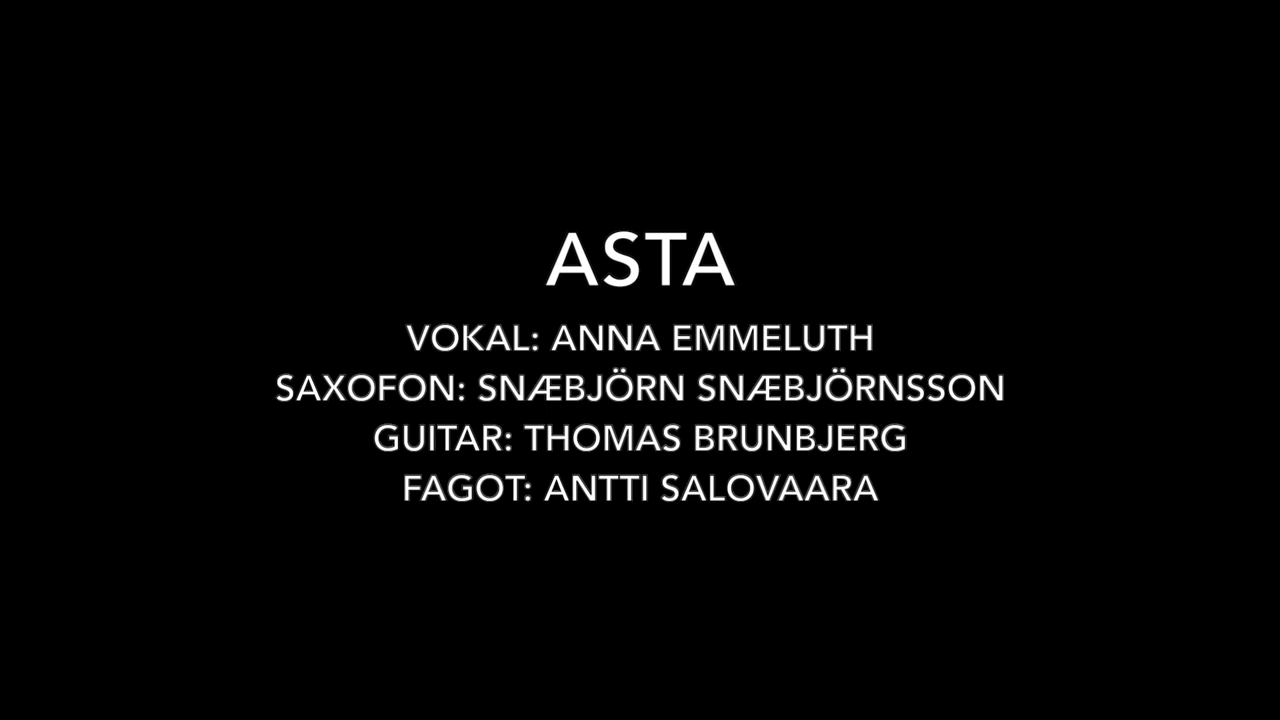 ASTA
VOKAL: ANNA EMMELUTH
SAXOFON: SNÆBJÖRN SNÆBJÖRNSSON
GUITAR: THOMAS BRUNBJERG
FAGOT: ANTTI SALOVAARA